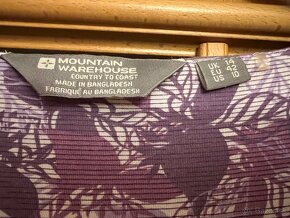 MOUNTAIN
WAREHOUSE
COUNTRY TO COAST
MADE IN BANGLADESH
FABRIQUÉ AU BANGLADESH
UK 14
EU 42
US 10